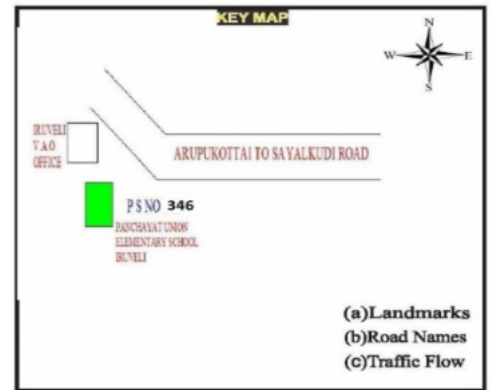 KEY MAP
N
W
E
S
IRUVELI
V.A.O
OFFICE
ARUPUKOTTAI TO SAYALKUDI ROAD
P S NO 346
PANCHAYAT UNION
ELEMENTARY SCHOOL
IRUVELI
(a)Landmarks
(b)Road Names
(c)Traffic Flow